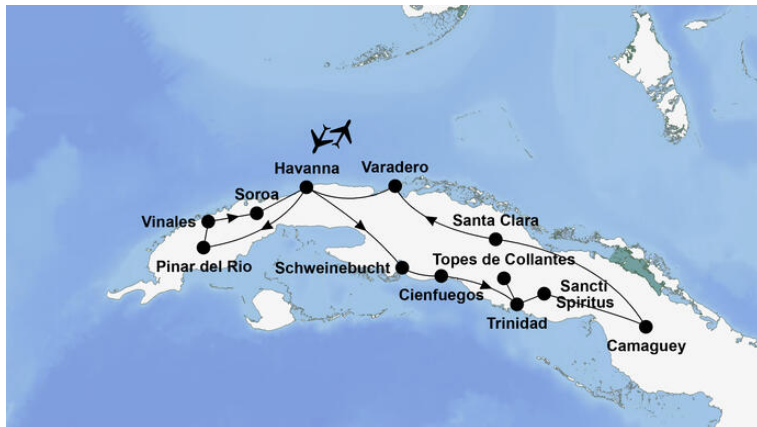 Havanna
Varadero
Soroa
Vinales
Santa Clara
Pinar del Rio
Schweinebucht
Topes de Collantes
Cienfuegos
Sancti
Spiritus
Trinidad
Camaguey